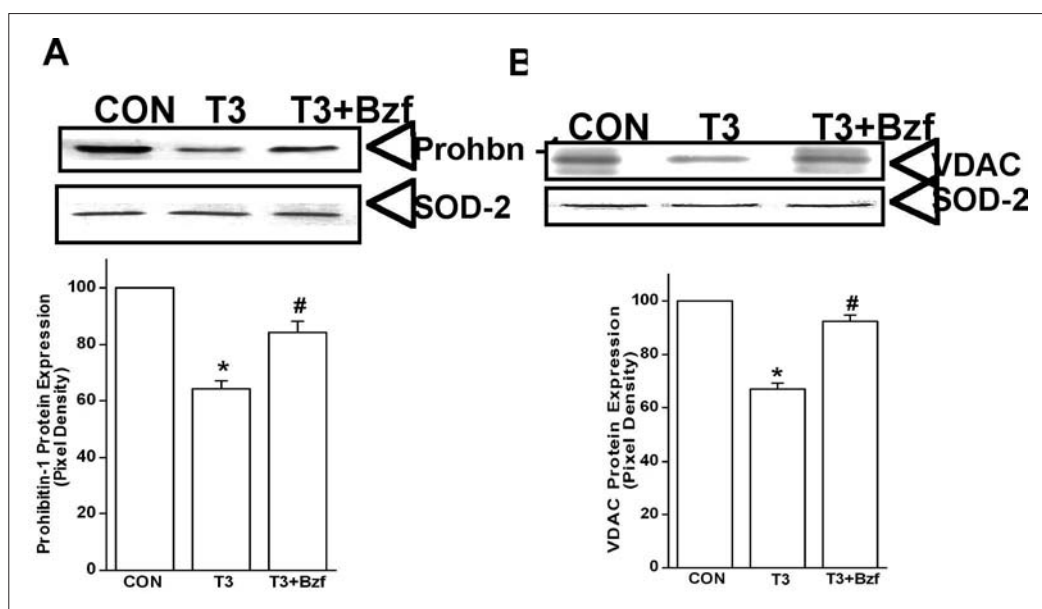 A
CON T3 T3+Bzf
Prohbn -
SOD-2
100
80
60
40
20
0
*
#
Prohibitin-1 Protein Expression
(Pixel Density)
CON T3 T3+Bzf
B
CON T3 T3+Bzf
VDAC
SOD-2
100
80
60
40
20
0
*
#
VDAC Protein Expression
(Pixel Density)
CON T3 T3+Bzf